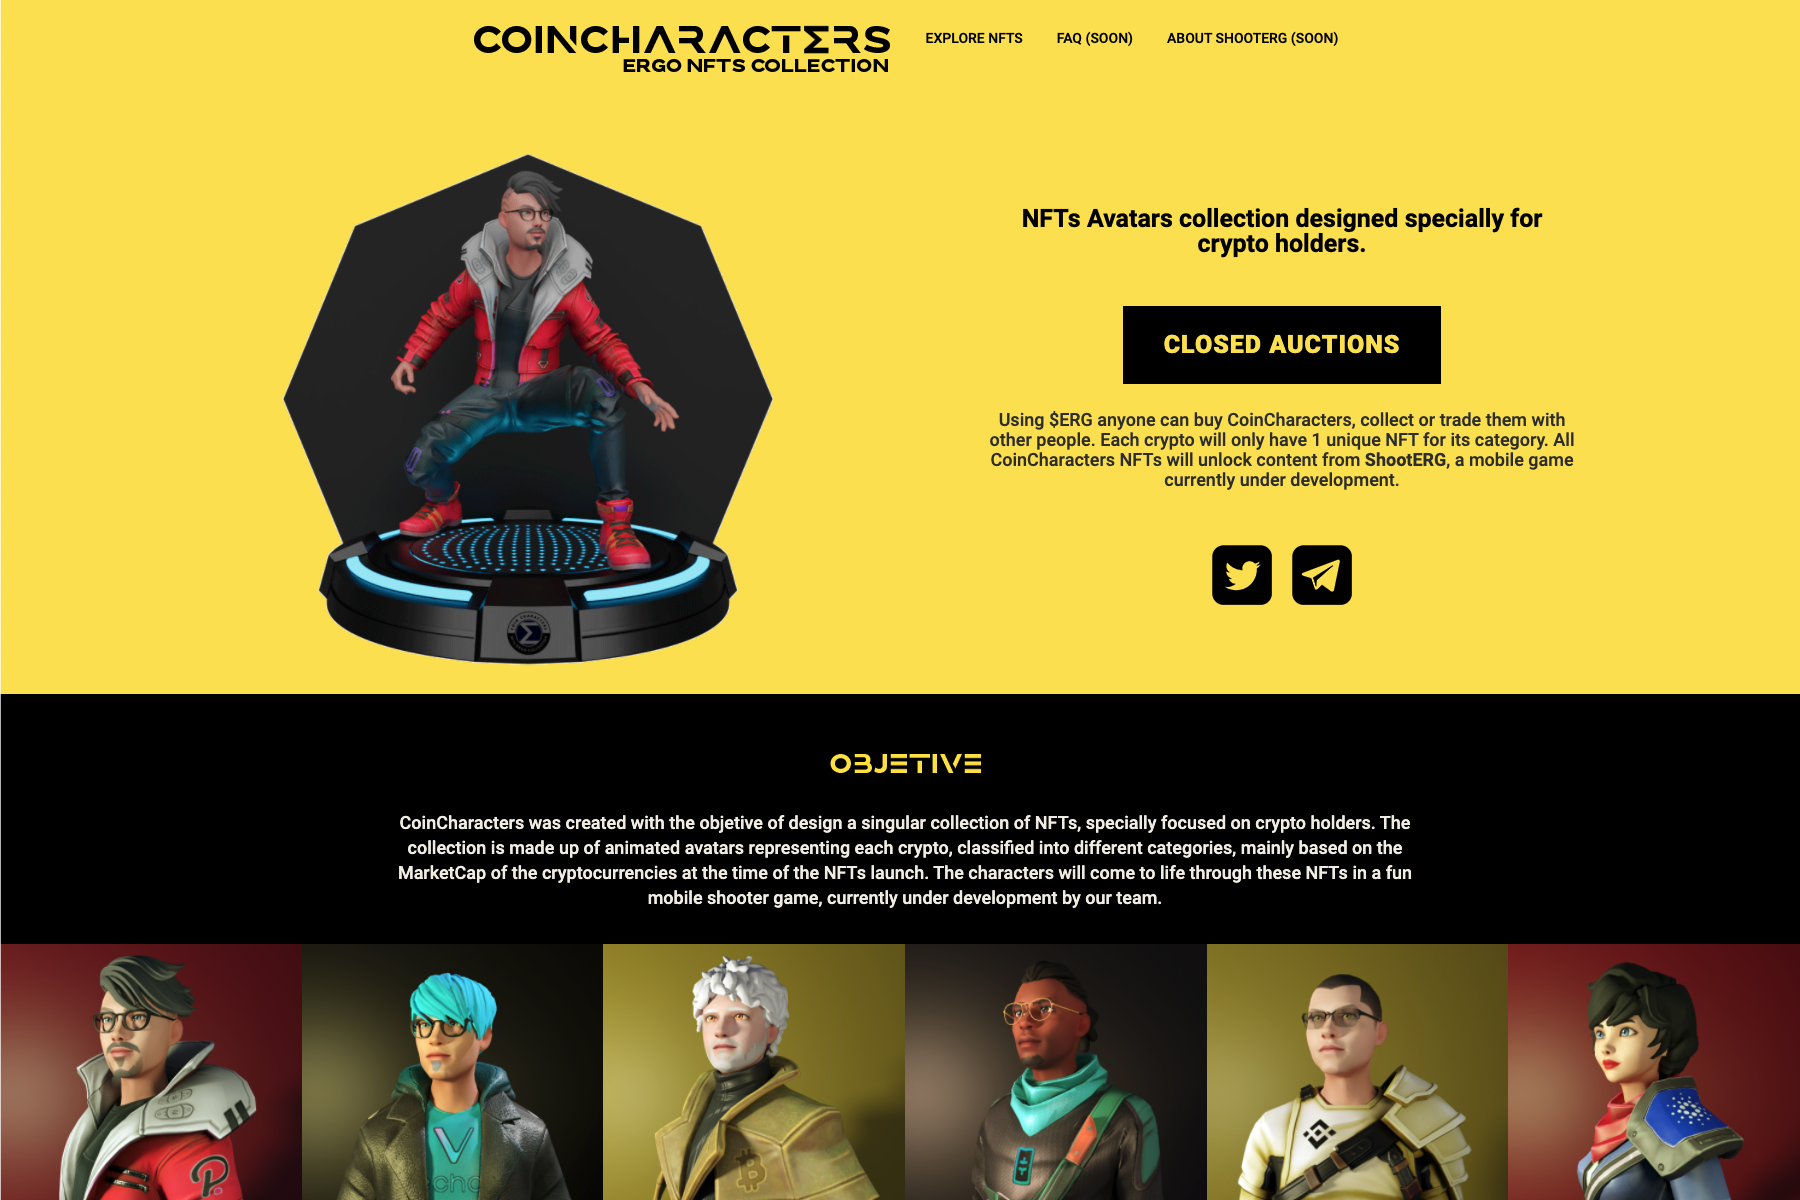 COINCHARACTERS
ERGO NFTS COLLECTION
EXPLORE NFTS
FAQ (SOON)
ABOUT SHOOTERG (SOON)
NFTs Avatars collection designed specially for
crypto holders.
CLOSED AUCTIONS
Using $ERG anyone can buy CoinCharacters, collect or trade them with
other people. Each crypto will only have 1 unique NFT for its category. All
CoinCharacters NFTs will unlock content from ShootERG, a mobile game
currently under development.
OBJETIVE
CoinCharacters was created with the objetive of design a singular collection of NFTs, specially focused on crypto holders. The
collection is made up of animated avatars representing each crypto, classified into different categories, mainly based on the
MarketCap of the cryptocurrencies at the time of the NFTs launch. The characters will come to life through these NFTs in a fun
mobile shooter game, currently under development by our team.